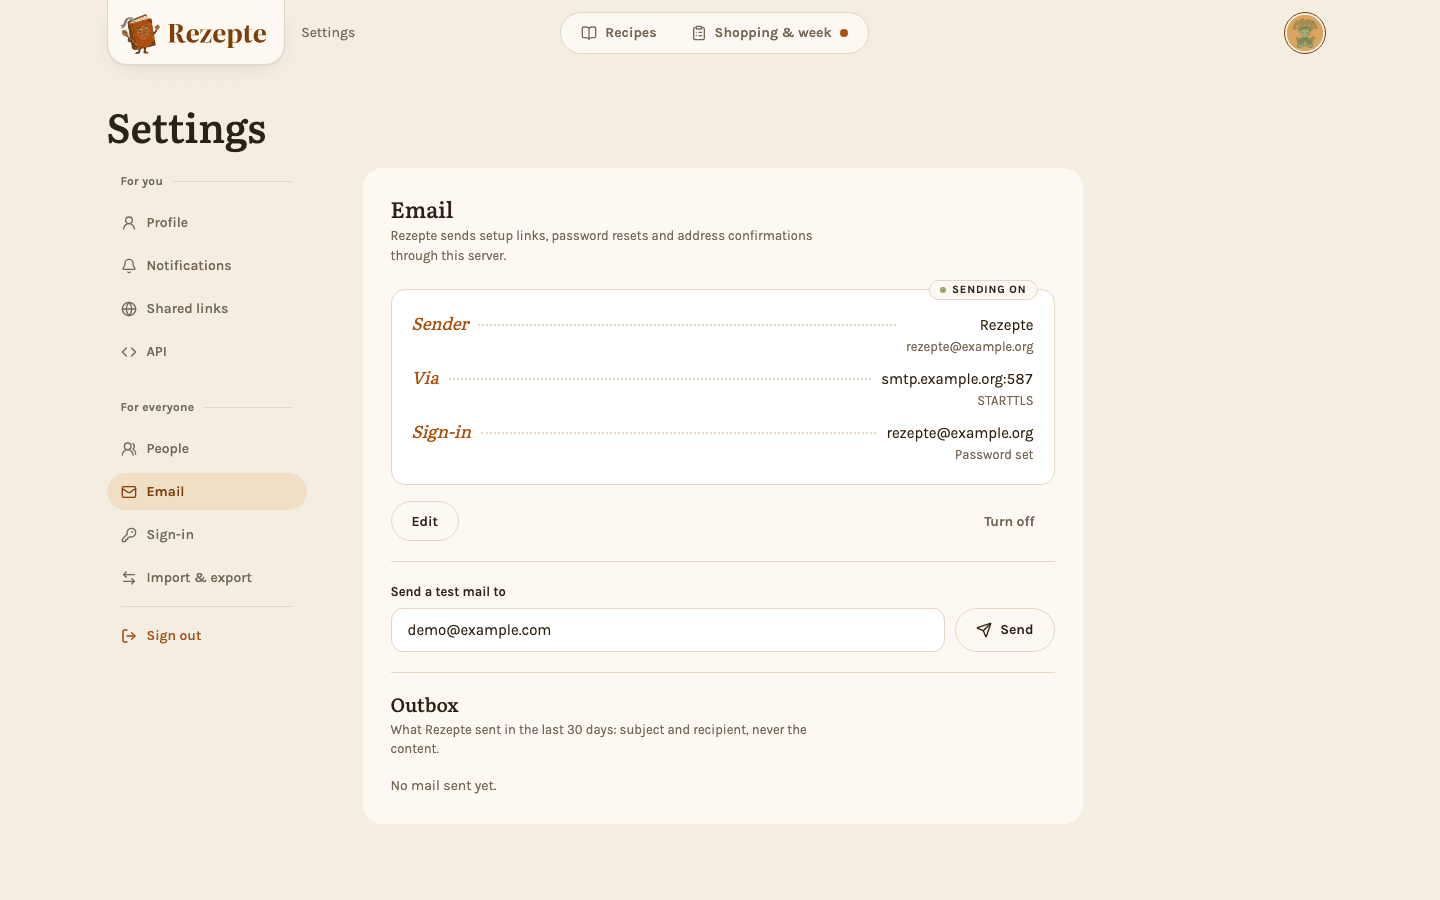 Rezepte
Settings
Recipes
Shopping & week
Settings
For you
Profile
Notifications
Shared links
API
For everyone
People
Email
Sign-in
Import & export
Sign out
Email
Rezepte sends setup links, password resets and address confirmations
through this server.
SENDING ON
Sender Rezepte
rezepte@example.org
Via smtp.example.org:587
STARTTLS
Sign-in rezepte@example.org
Password set
Edit
Turn off
Send a test mail to
demo@example.com
Send
Outbox
What Rezepte sent in the last 30 days: subject and recipient, never the
content.
No mail sent yet.